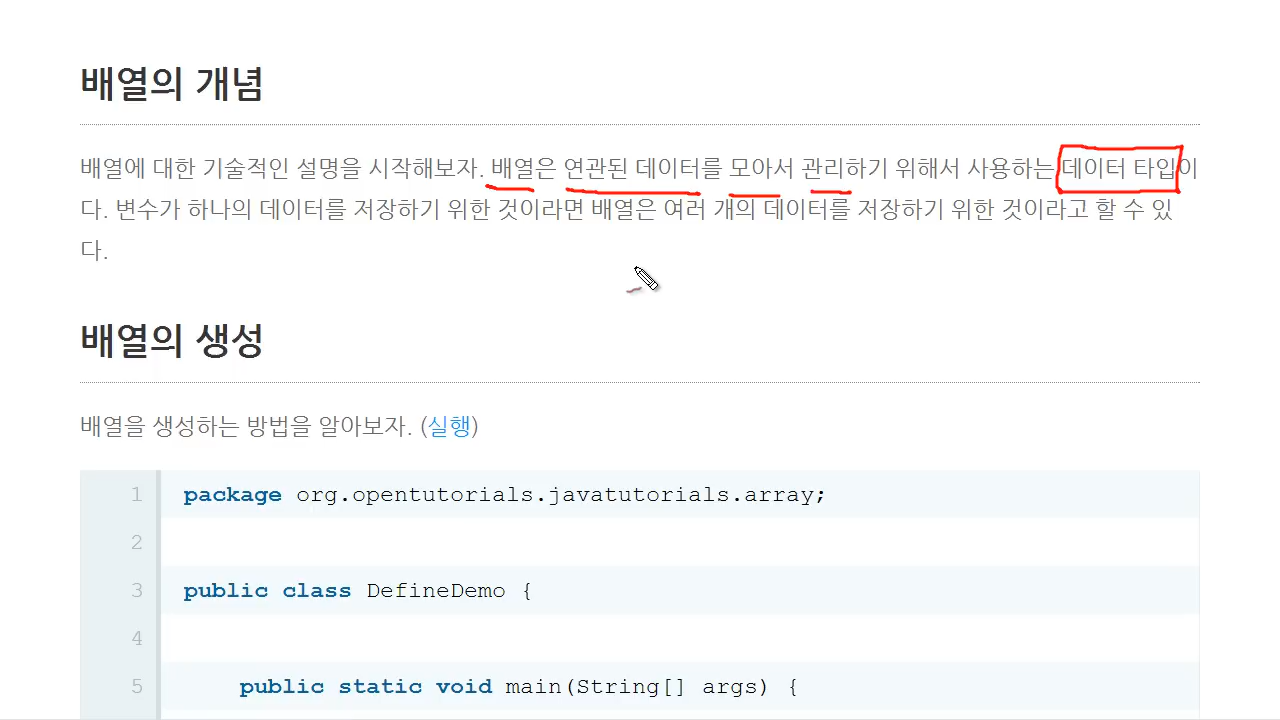 배열의 개념
배열에 대한 기술적인 설명을 시작해보자. 배열은 연관된 데이터를 모아서 관리하기 위해서 사용하는 데이터 타입이
다. 변수가 하나의 데이터를 저장하기 위한 것이라면 배열은 여러 개의 데이터를 저장하기 위한 것이라고 할 수 있
다.
배열의 생성
배열을 생성하는 방법을 알아보자. (실행)
1 package org.opentutorials.javatutorials.array;
2
3 public class DefineDemo {
4
5 public static void main(String[] args) {